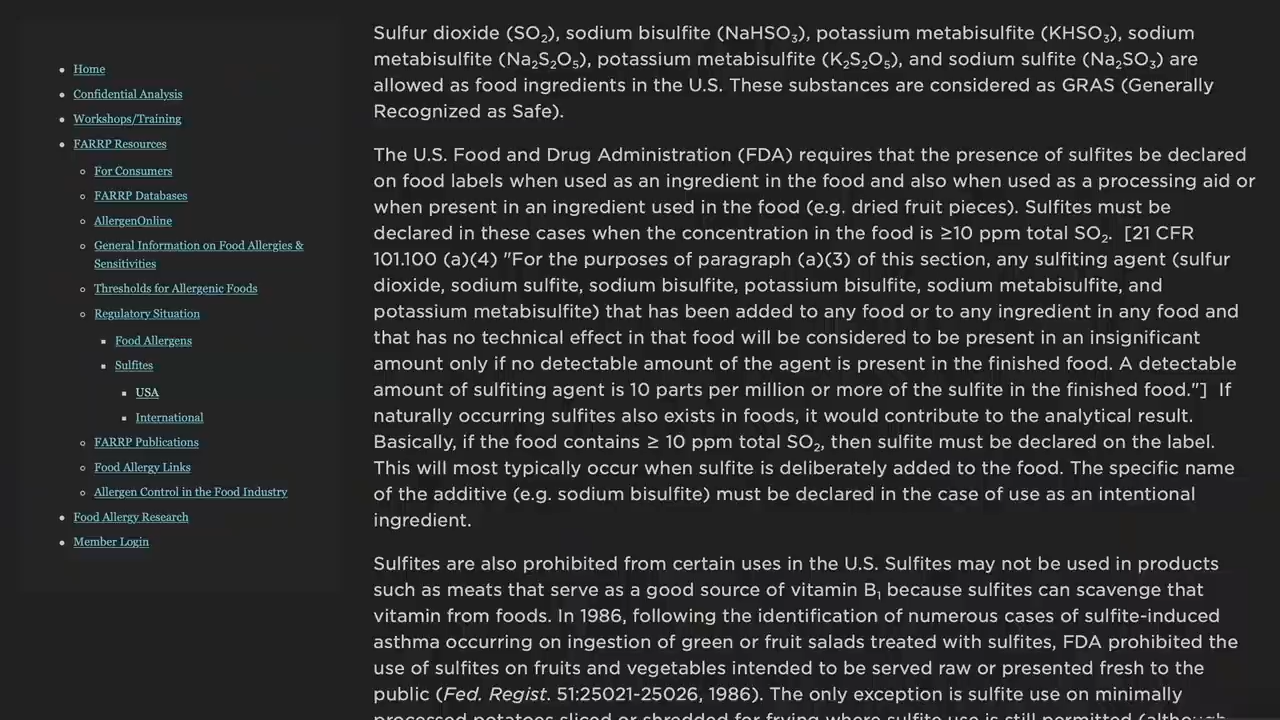 Home
Confidential Analysis
Workshops/Training
FARRP Resources
For Consumers
FARRP Databases
AllergenOnline
General Information on Food Allergies &
Sensitivities
Thresholds for Allergenic Foods
Regulatory Situation
Food Allergens
Sulfites
USA
International
FARRP Publications
Food Allergy Links
Allergen Control in the Food Industry
Food Allergy Research
Member Login
Sulfur dioxide (SO₂), sodium bisulfite (NaHSO₃), potassium metabisulfite (KHSO₃), sodium
metabisulfite (Na₂S₂O₅), potassium metabisulfite (K₂S₂O₅), and sodium sulfite (Na₂SO₃) are
allowed as food ingredients in the U.S. These substances are considered as GRAS (Generally
Recognized as Safe).
The U.S. Food and Drug Administration (FDA) requires that the presence of sulfites be declared
on food labels when used as an ingredient in the food and also when used as a processing aid or
when present in an ingredient used in the food (e.g. dried fruit pieces). Sulfites must be
declared in these cases when the concentration in the food is ≥10 ppm total SO₂. [21 CFR
101.100 (a)(4) "For the purposes of paragraph (a)(3) of this section, any sulfiting agent (sulfur
dioxide, sodium sulfite, sodium bisulfite, potassium bisulfite, sodium metabisulfite, and
potassium metabisulfite) that has been added to any food or to any ingredient in any food and
that has no technical effect in that food will be considered to be present in an insignificant
amount only if no detectable amount of the agent is present in the finished food. A detectable
amount of sulfiting agent is 10 parts per million or more of the sulfite in the finished food."] If
naturally occurring sulfites also exists in foods, it would contribute to the analytical result.
Basically, if the food contains ≥ 10 ppm total SO₂, then sulfite must be declared on the label.
This will most typically occur when sulfite is deliberately added to the food. The specific name
of the additive (e.g. sodium bisulfite) must be declared in the case of use as an intentional
ingredient.
Sulfites are also prohibited from certain uses in the U.S. Sulfites may not be used in products
such as meats that serve as a good source of vitamin B₁ because sulfites can scavenge that
vitamin from foods. In 1986, following the identification of numerous cases of sulfite-induced
asthma occurring on ingestion of green or fruit salads treated with sulfites, FDA prohibited the
use of sulfites on fruits and vegetables intended to be served raw or presented fresh to the
public (Fed. Regist. 51:25021-25026, 1986). The only exception is sulfite use on minimally
processed potatoes sliced or shredded for frying where sulfite use is still permitted (although